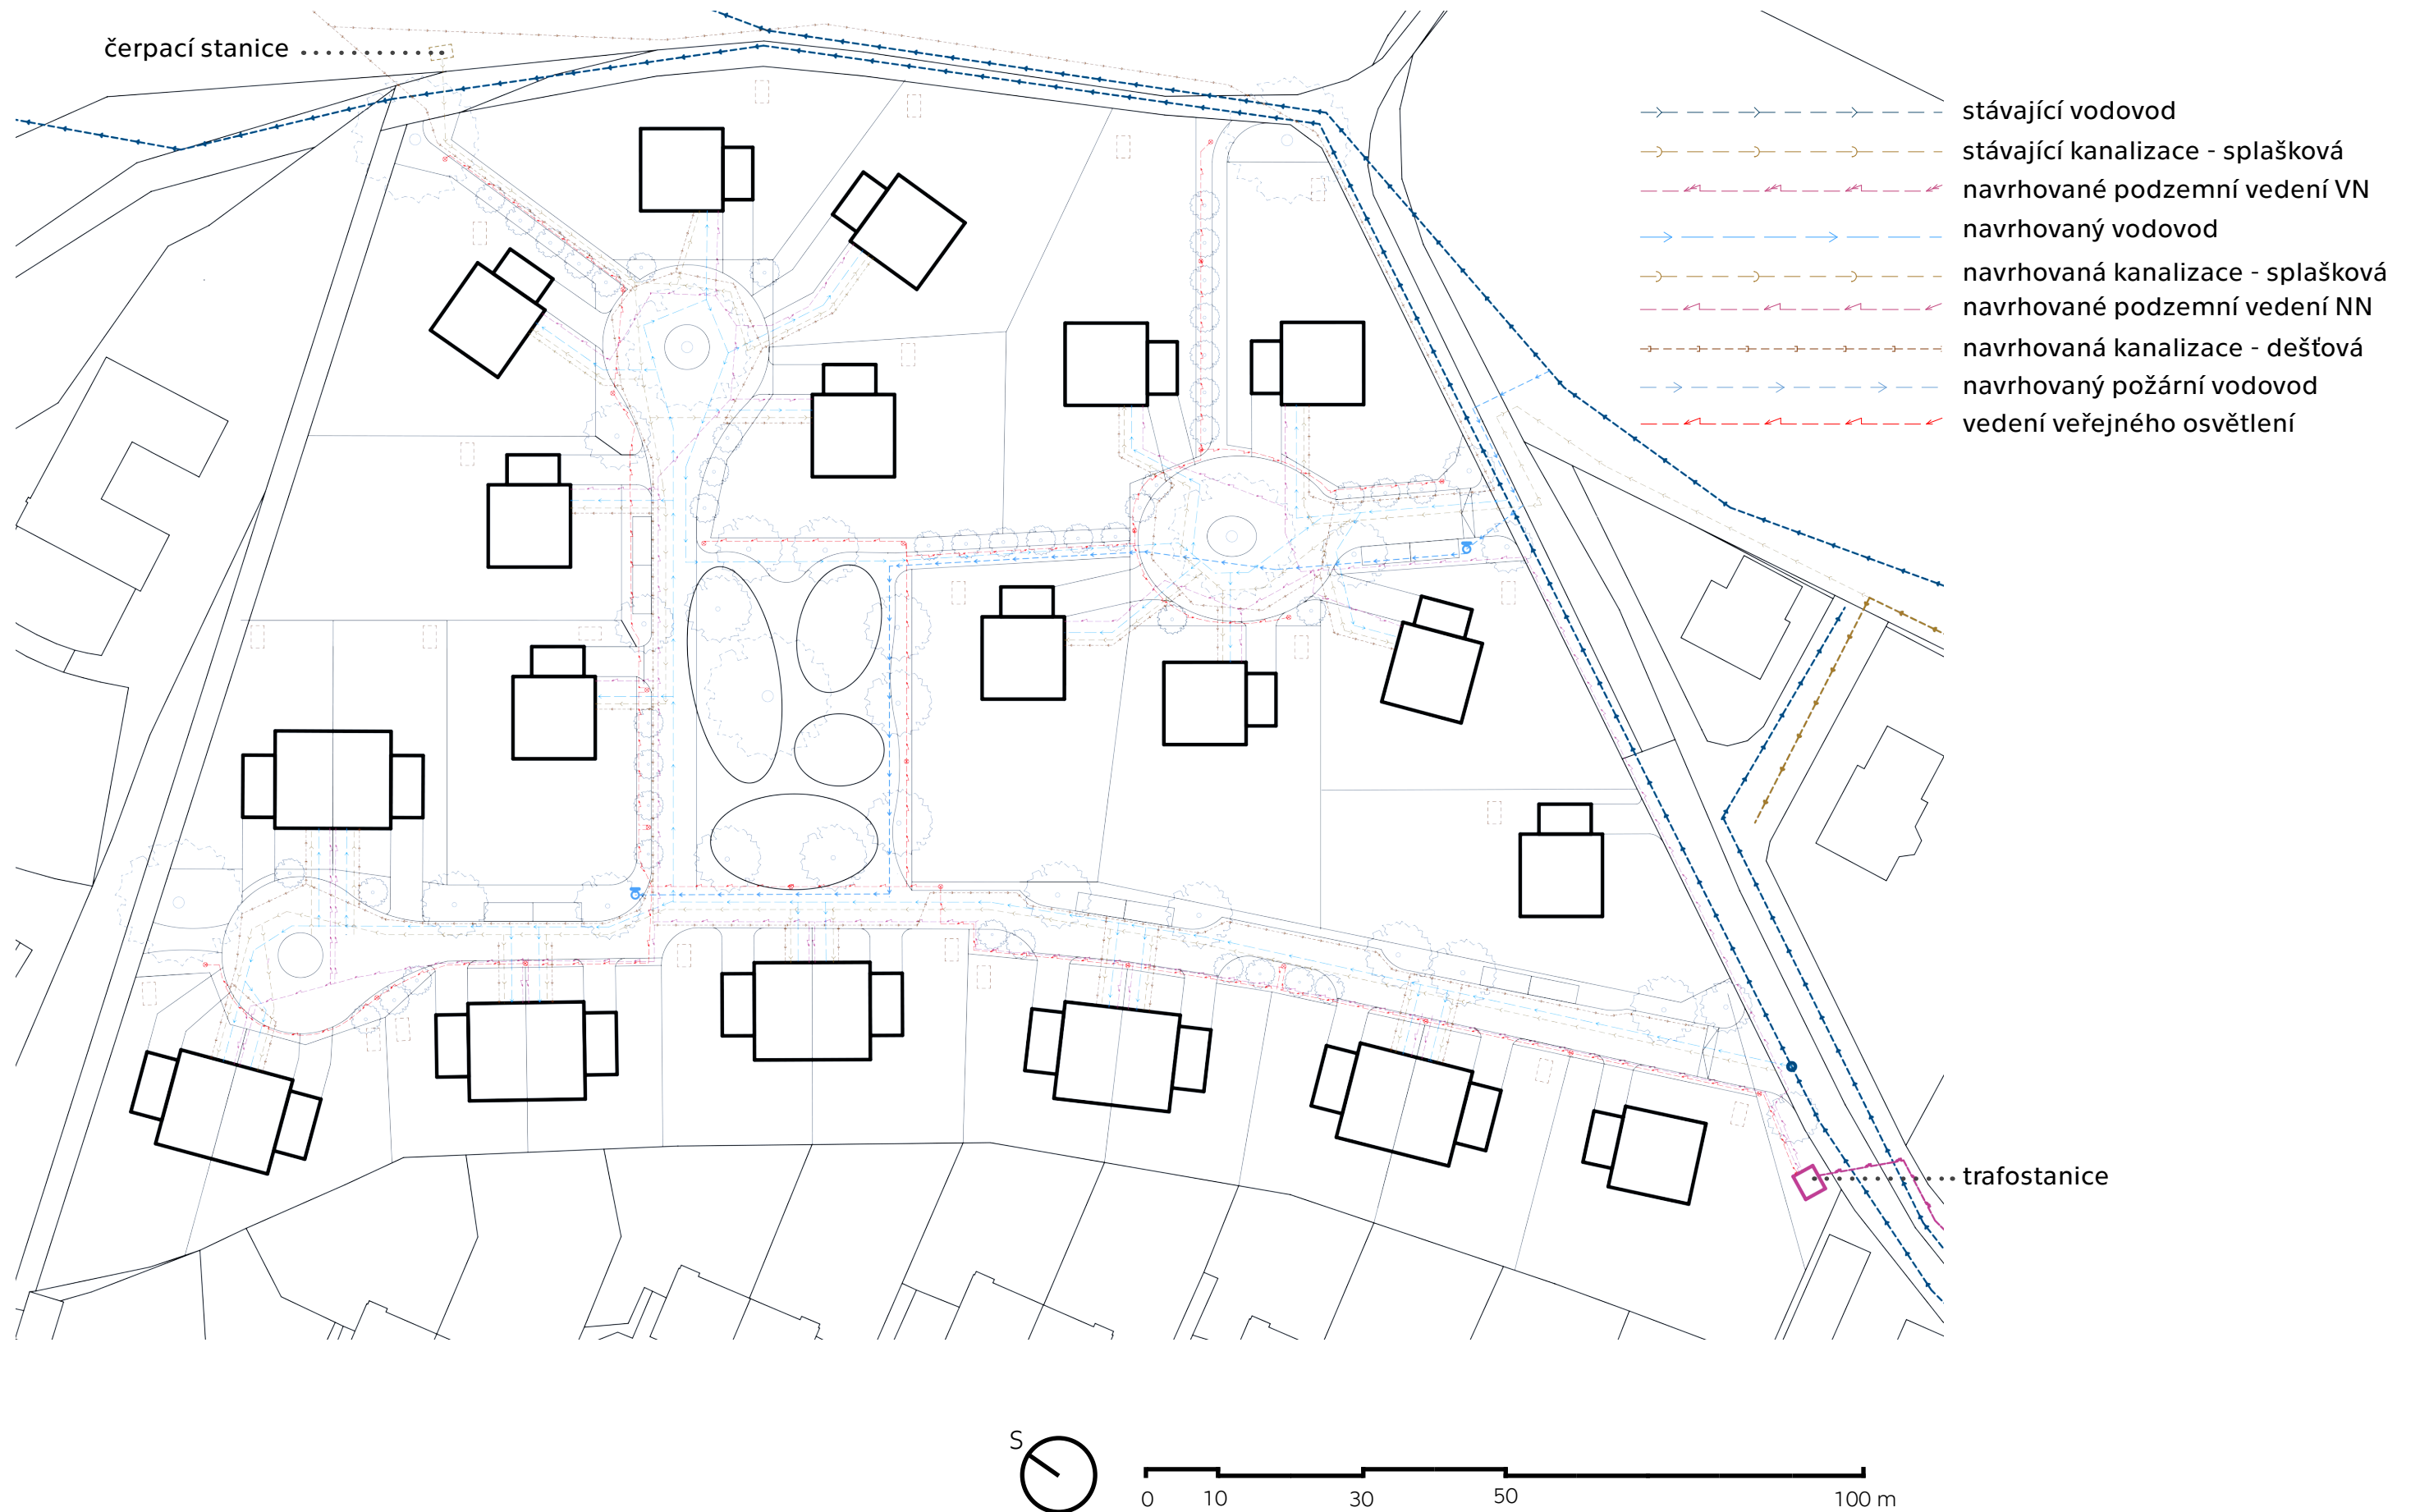 čerpací stanice
stávající vodovod
stávající kanalizace - splašková
navrhované podzemní vedení VN
navrhovaný vodovod
navrhovaná kanalizace - splašková
navrhované podzemní vedení NN
navrhovaná kanalizace - dešťová
navrhovaný požární vodovod
vedení veřejného osvětlení
trafostanice
S
0 10 30 50 100 m